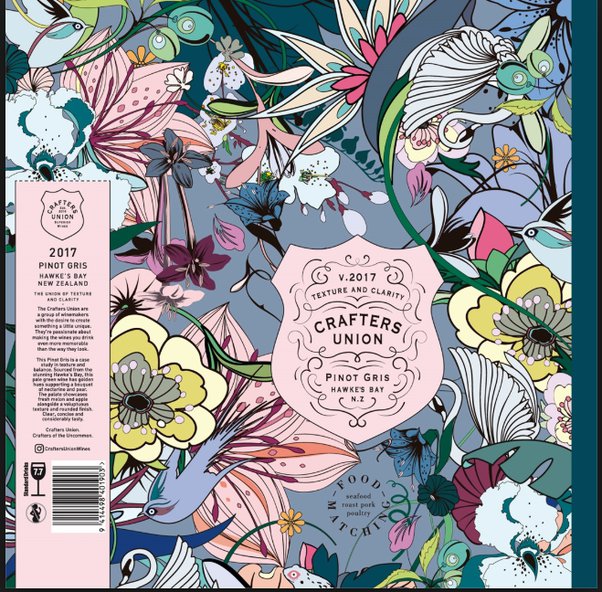 CRAFTERS
UNION
2017
PINOT GRIS
HAWKE'S BAY
NEW ZEALAND
THE UNION OF TEXTURE
AND CLARITY
The Crafters Union are
a group of winemakers
with the desire to create
something a little unique.
They're passionate about
making the wines you drink
even more memorable
than the way they look.
This Pinot Gris is a case
study in texture and
balance. Sourced from the
stunning Hawke's Bay, this
pale green wine has golden
hues supporting a bouquet
of nectarine and pear.
The palate showcases
fresh melon and apple
alongside a voluptuous
texture and rounded finish.
Clear, concise and
considerably tasty.
Crafters Union.
Crafters of the Uncommon.
CraftersUnionWines
Standard Drinks
7.7
9 414498 401903
V.2017
TEXTURE AND CLARITY
CRAFTERS
UNION
PINOT GRIS
HAWKE'S BAY
N.Z
FOOD
seafood
roast pork
poultry
MATCHING